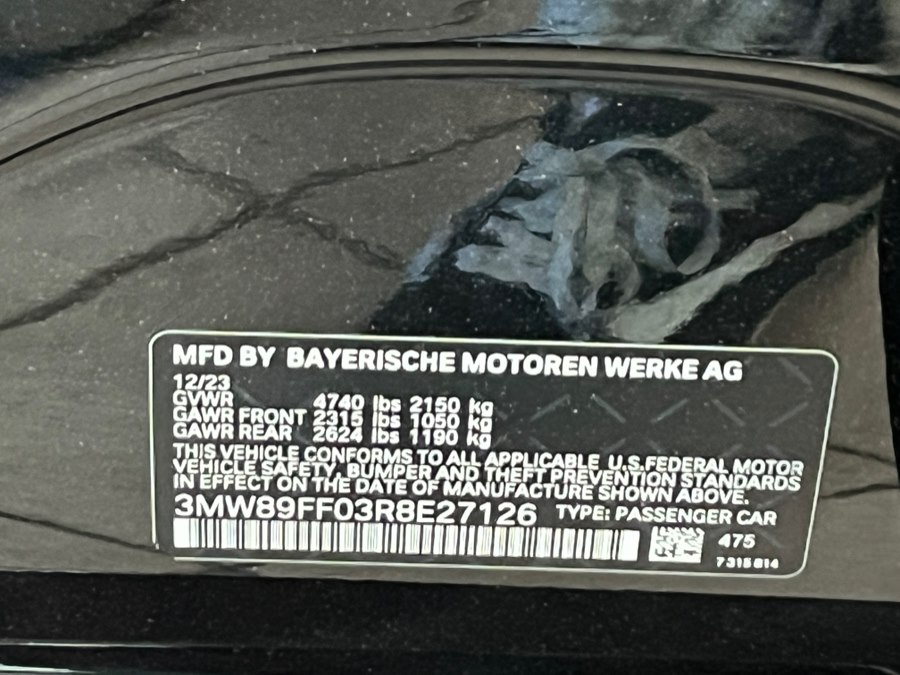 MFD BY BAYERISCHE MOTOREN WERKE AG
12/23
GVWR 4740 lbs 2150 kg
GAWR FRONT 2315 lbs 1050 kg
GAWR REAR 2624 lbs 1190 kg
THIS VEHICLE CONFORMS TO ALL APPLICABLE U.S.FEDERAL MOTOR
VEHICLE SAFETY, BUMPER AND THEFT PREVENTION STANDARDS
IN EFFECT ON THE DATE OF MANUFACTURE SHOWN ABOVE.
3MW89FF03R8E27126 TYPE: PASSENGER CAR
475
7315814